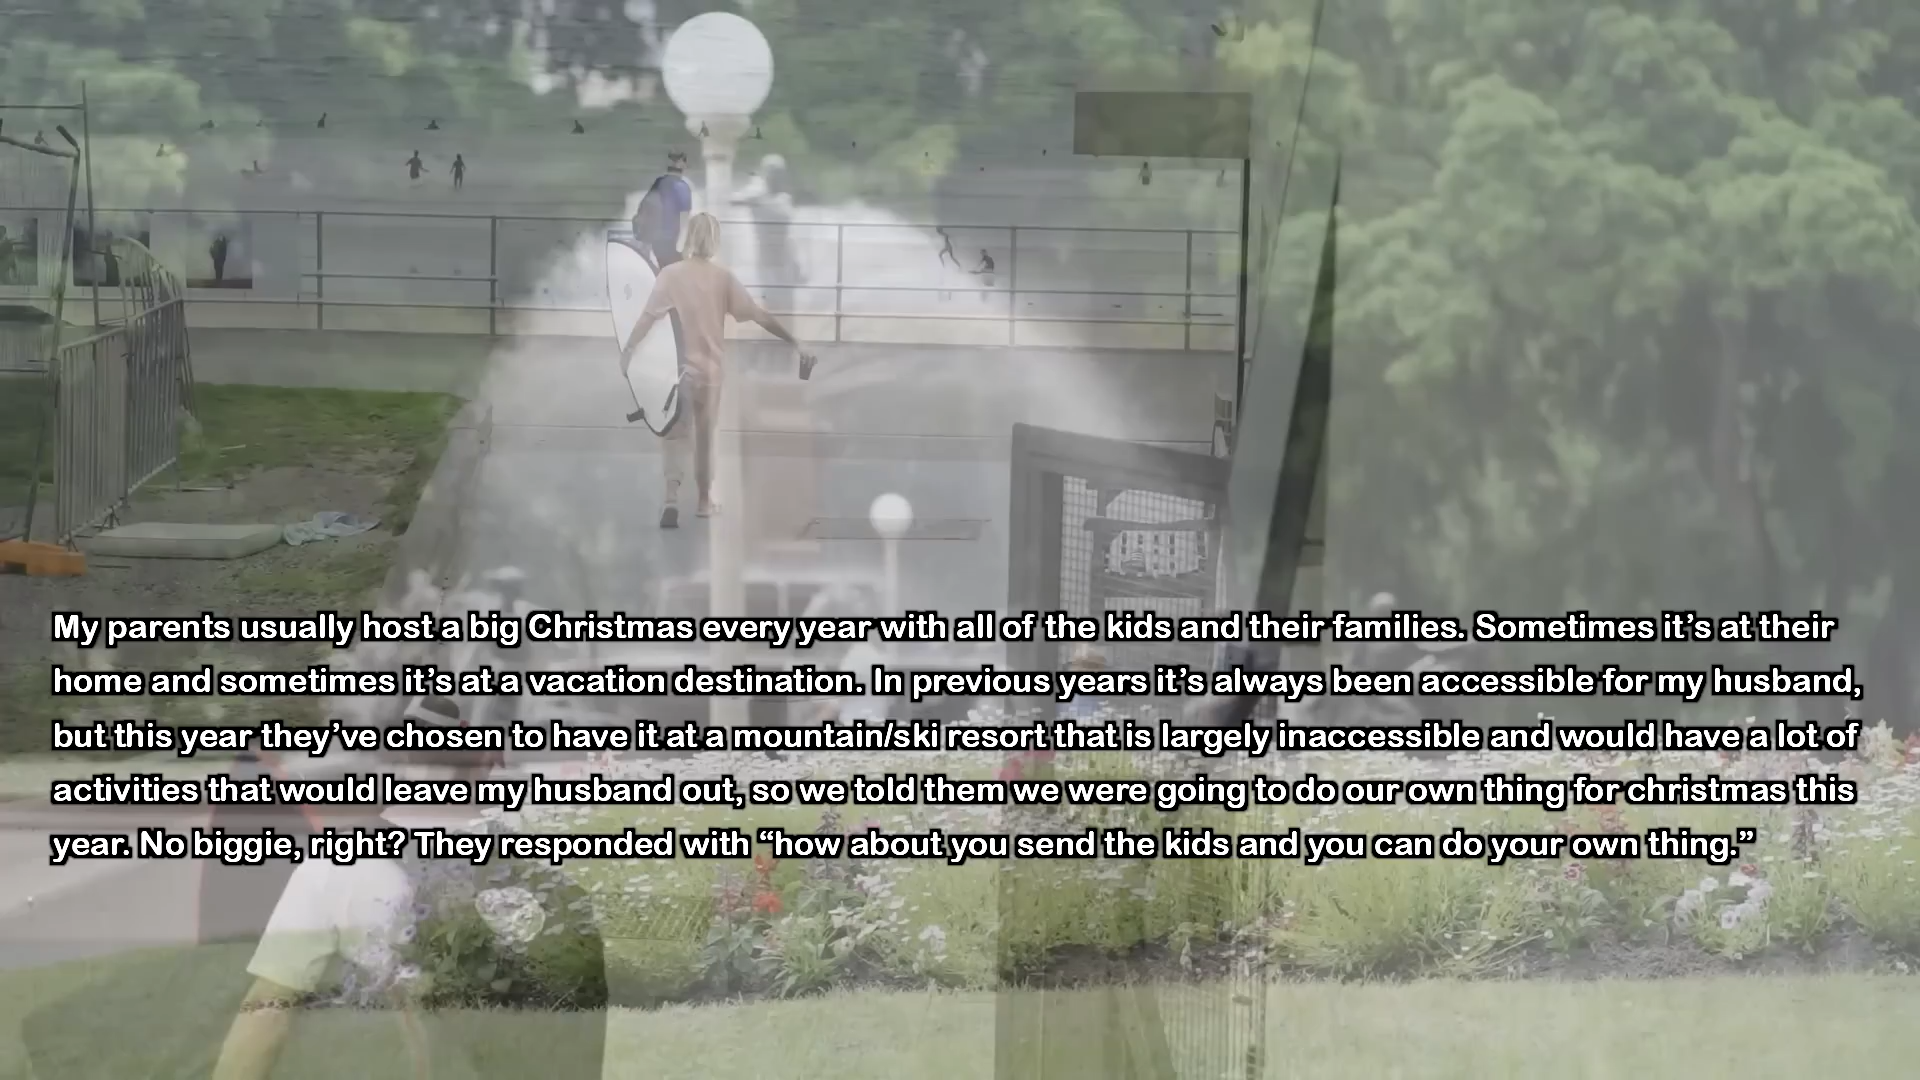 My parents usually host a big Christmas every year with all of the kids and their families. Sometimes it’s at their
home and sometimes it’s at a vacation destination. In previous years it’s always been accessible for my husband,
but this year they’ve chosen to have it at a mountain/ski resort that is largely inaccessible and would have a lot of
activities that would leave my husband out, so we told them we were going to do our own thing for christmas this
year. No biggie, right? They responded with “how about you send the kids and you can do your own thing.”